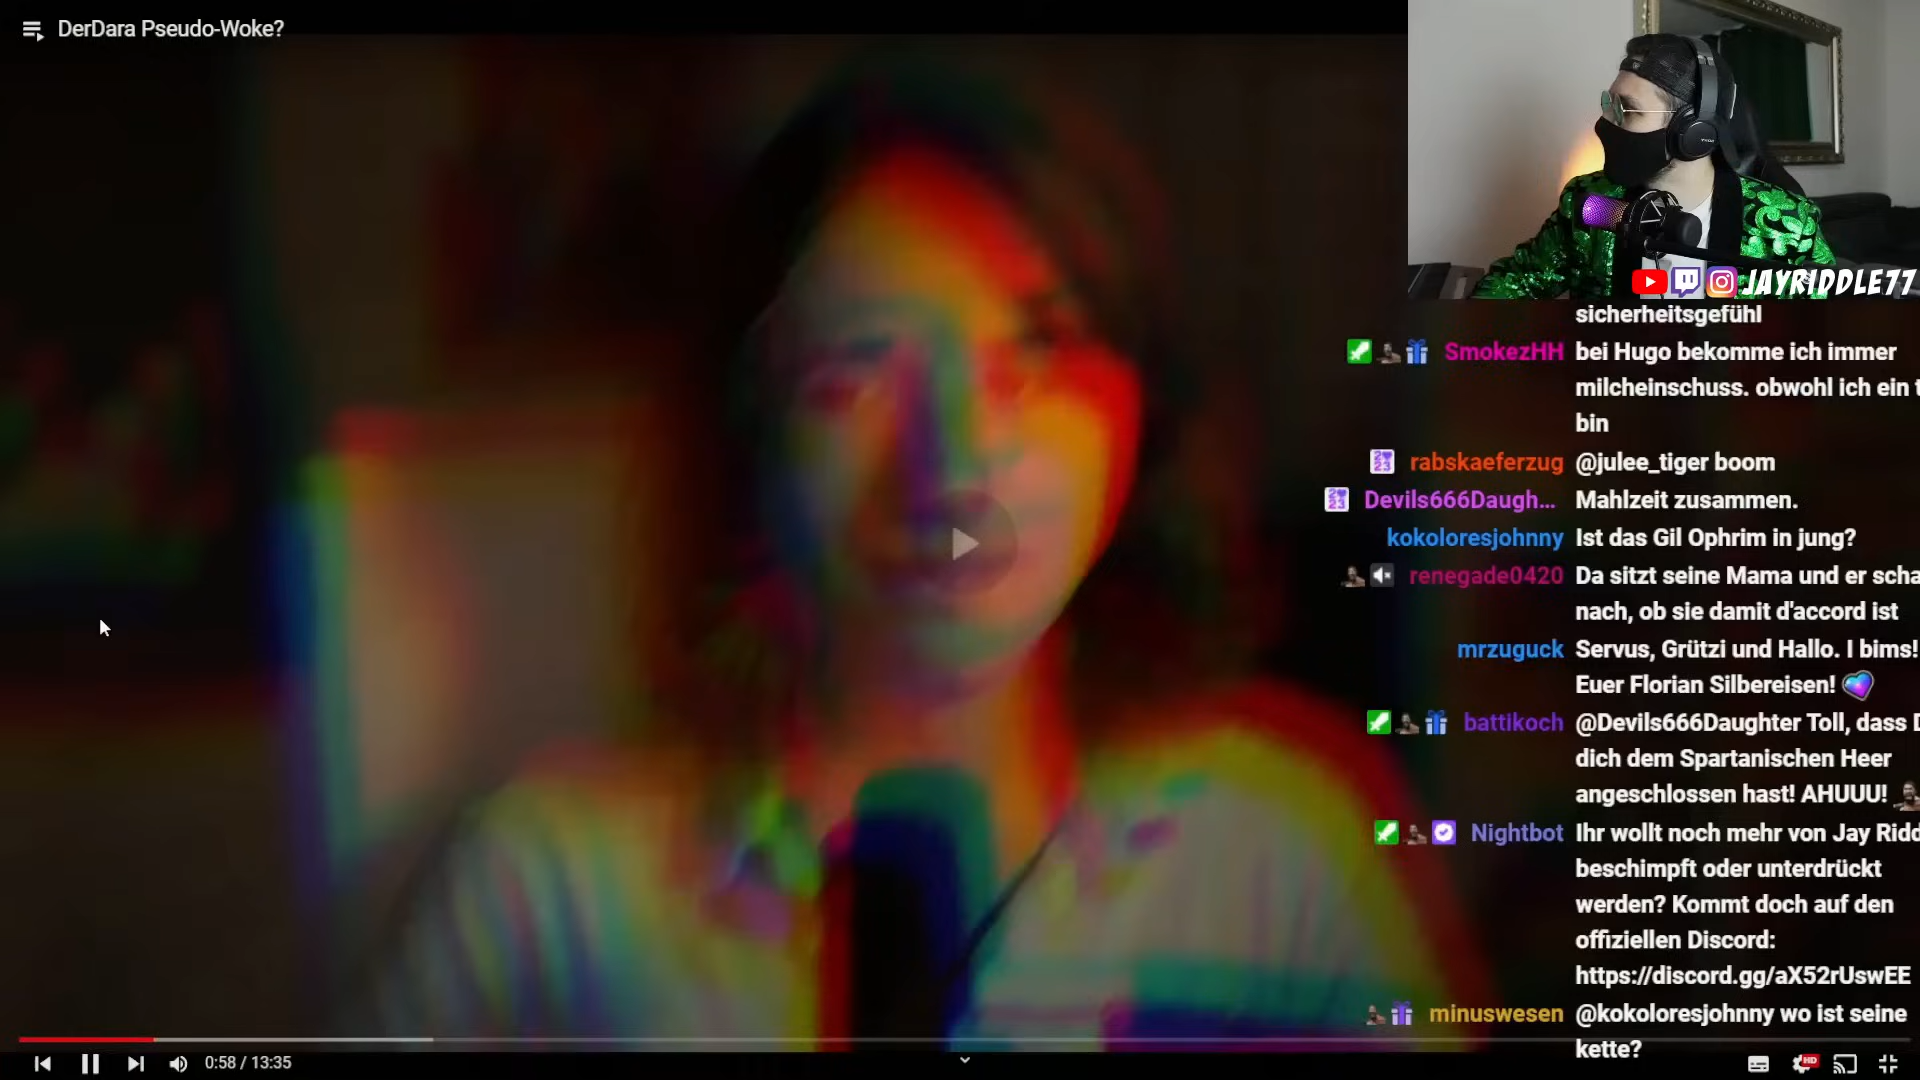 DerDara Pseudo-Woke?
JAYRIDDLE77
sicherheitsgefühl
SmokezHH bei Hugo bekomme ich immer
milcheinschuss. obwohl ich ein
bin
rabskaeferzug @julee_tiger boom
Devils666Daugh... Mahlzeit zusammen.
kokoloresjohnny Ist das Gil Ophrim in jung?
renegade0420 Da sitzt seine Mama und er scha
nach, ob sie damit d'accord ist
mrzuguck Servus, Grützi und Hallo. I bims!
Euer Florian Silbereisen!
battikoch @Devils666Daughter Toll, dass D
dich dem Spartanischen Heer
angeschlossen hast! AHUUU!
Nightbot Ihr wollt noch mehr von Jay Ridd
beschimpft oder unterdrückt
werden? Kommt doch auf den
offiziellen Discord:
https://discord.gg/aX52rUswEE
minuswesen @kokoloresjohnny wo ist seine
kette?
0:58 / 13:35
HD